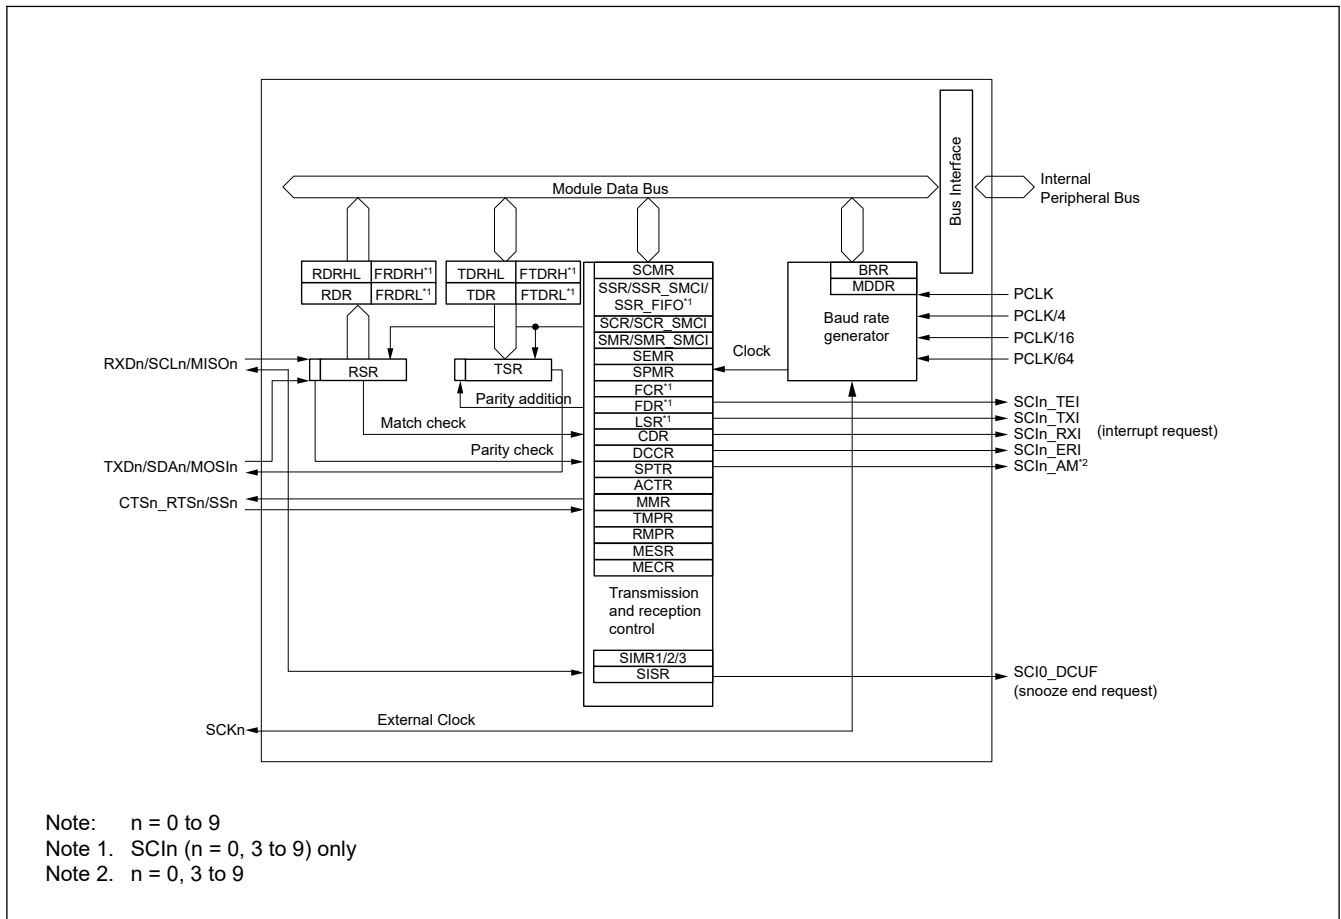 Bus Interface
Module Data Bus
Internal
Peripheral Bus
RDRHL FRDRH*1
RDR FRDRL*1
TDRHL FTDRH*1
TDR FTDRL*1
SCMR
SSR/SSR_SMCI/
SSR_FIFO*1
SCR/SCR_SMCI
SMR/SMR_SMCI
SEMR
SPMR
FCR*1
FDR*1
LSR*1
CDR
DCCR
SPTR
ACTR
MMR
TMPR
RMPR
MESR
MECR
Transmission
and reception
control
SIMR1/2/3
SISR
BRR
MDDR
Baud rate
generator
Clock
PCLK
PCLK/4
PCLK/16
PCLK/64
RXDn/SCLn/MISOn
RSR
TSR
Parity addition
Match check
Parity check
TXDn/SDAn/MOSIn
CTSn_RTSn/SSn
SCIn_TEI
SCIn_TXI
SCIn_RXI (interrupt request)
SCIn_ERI
SCIn_AM*2
SCI0_DCUF
(snooze end request)
SCKn
External Clock
Note: n = 0 to 9
Note 1. SCIn (n = 0, 3 to 9) only
Note 2. n = 0, 3 to 9